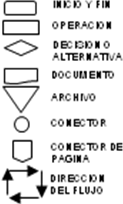 INICIO Y FIN
OPERACION
DECISION O
ALTERNATIVA
DOCUMENTO
ARCHIVO
CONECTOR
CONECTOR DE
PAGINA
DIRECCION
DEL FLUJO